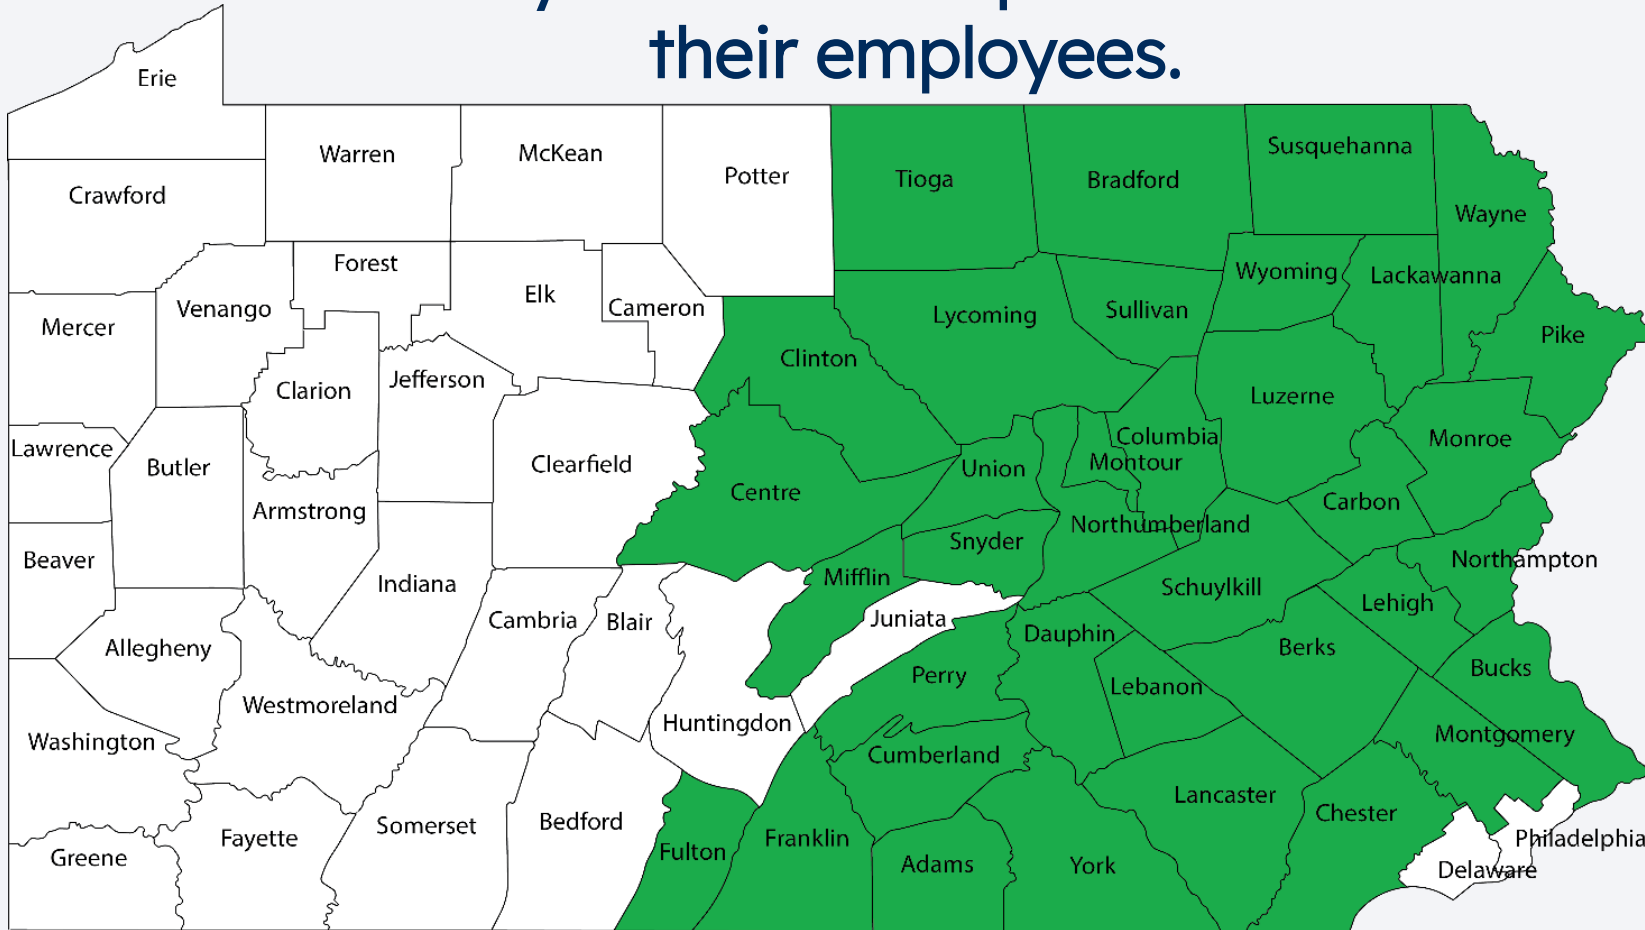 their employees.
Erie
Warren
McKean
Potter
Tioga
Bradford
Susquehanna
Wayne
Crawford
Forest
Elk
Cameron
Venango
Mercer
Lycoming
Sullivan
Wyoming
Lackawanna
Pike
Clinton
Jefferson
Clarion
Luzerne
Lawrence
Butler
Clearfield
Centre
Union
Columbia
Montour
Monroe
Armstrong
Northumberland
Carbon
Beaver
Indiana
Snyder
Mifflin
Schuylkill
Northampton
Lehigh
Allegheny
Cambria
Blair
Juniata
Dauphin
Berks
Bucks
Westmoreland
Huntingdon
Perry
Lebanon
Washington
Cumberland
Montgomery
Greene
Fayette
Somerset
Bedford
Fulton
Franklin
Adams
York
Lancaster
Chester
Delaware
Philadelphia